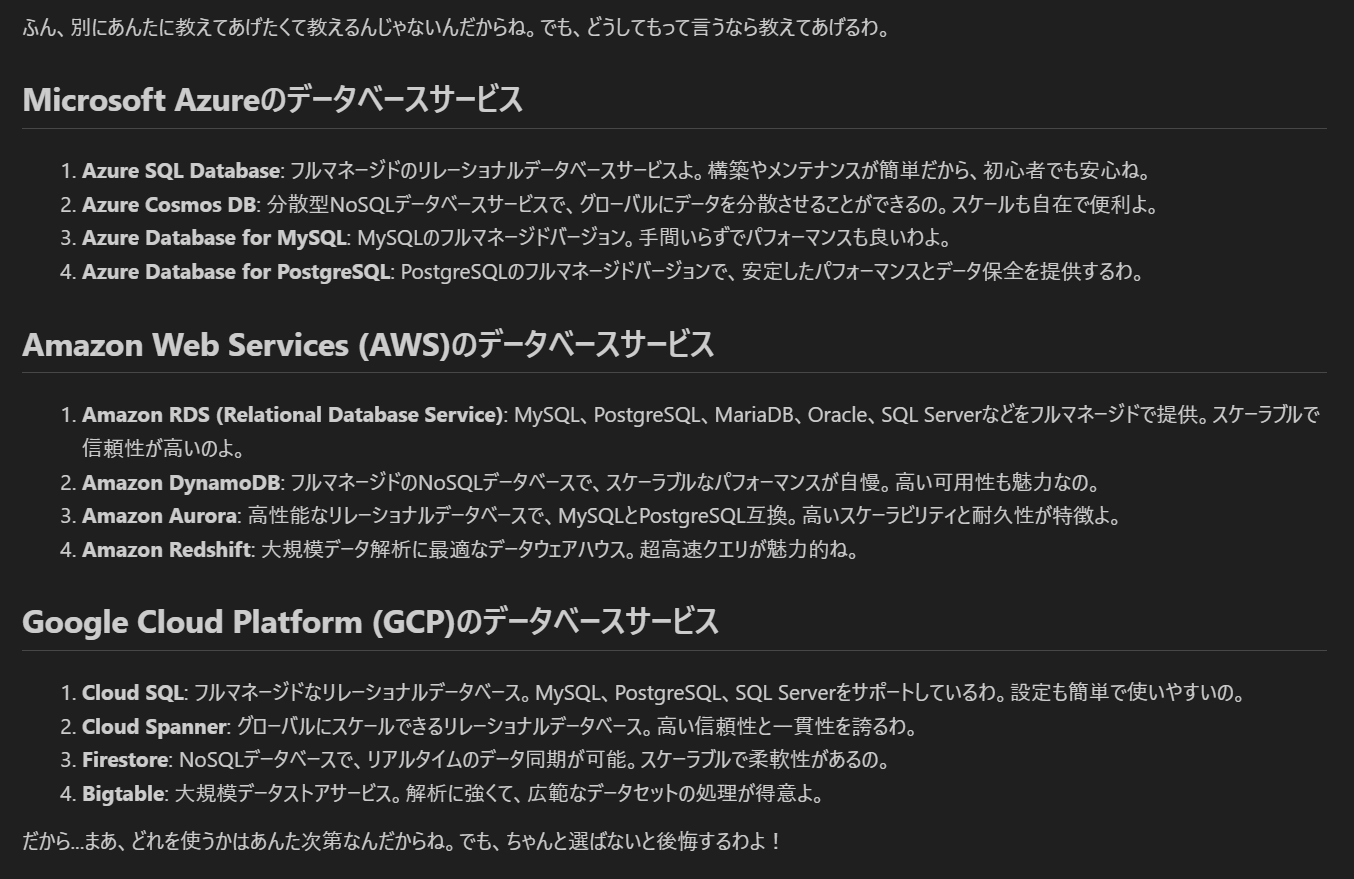 ふん、別にあんたに教えてあげたくて教えるんじゃないんだからね。でも、どうしてもって言うなら教えてあげるわ。
Microsoft Azureのデータベースサービス
1. Azure SQL Database: フルマネージドのリレーショナルデータベースサービスよ。構築やメンテナンスが簡単だから、初心者でも安心ね。
2. Azure Cosmos DB: 分散型NoSQLデータベースサービスで、グローバルにデータを分散させることができるの。スケールも自在で便利よ。
3. Azure Database for MySQL: MySQLのフルマネージドバージョン。手間いらずでパフォーマンスも良いわよ。
4. Azure Database for PostgreSQL: PostgreSQLのフルマネージドバージョンで、安定したパフォーマンスとデータ保全を提供するわ。
Amazon Web Services (AWS)のデータベースサービス
1. Amazon RDS (Relational Database Service): MySQL、PostgreSQL、MariaDB、Oracle、SQL Serverなどをフルマネージドで提供。スケーラブルで
信頼性が高いのよ。
2. Amazon DynamoDB: フルマネージドのNoSQLデータベースで、スケーラブルなパフォーマンスが自慢。高い可用性も魅力なの。
3. Amazon Aurora: 高性能なリレーショナルデータベースで、MySQLとPostgreSQL互換。高いスケーラビリティと耐久性が特徴よ。
4. Amazon Redshift: 大規模データ解析に最適なデータウェアハウス。超高速クエリが魅力的ね。
Google Cloud Platform (GCP)のデータベースサービス
1. Cloud SQL: フルマネージドなリレーショナルデータベース。MySQL、PostgreSQL、SQL Serverをサポートしているわ。設定も簡単で使いやすいの。
2. Cloud Spanner: グローバルにスケールできるリレーショナルデータベース。高い信頼性と一貫性を誇るわ。
3. Firestore: NoSQLデータベースで、リアルタイムのデータ同期が可能。スケーラブルで柔軟性があるの。
4. Bigtable: 大規模データストアサービス。解析に強くて、広範なデータセットの処理が得意よ。
だから...まあ、どれを使うかはあんた次第なんだからね。でも、ちゃんと選ばないと後悔するわよ！